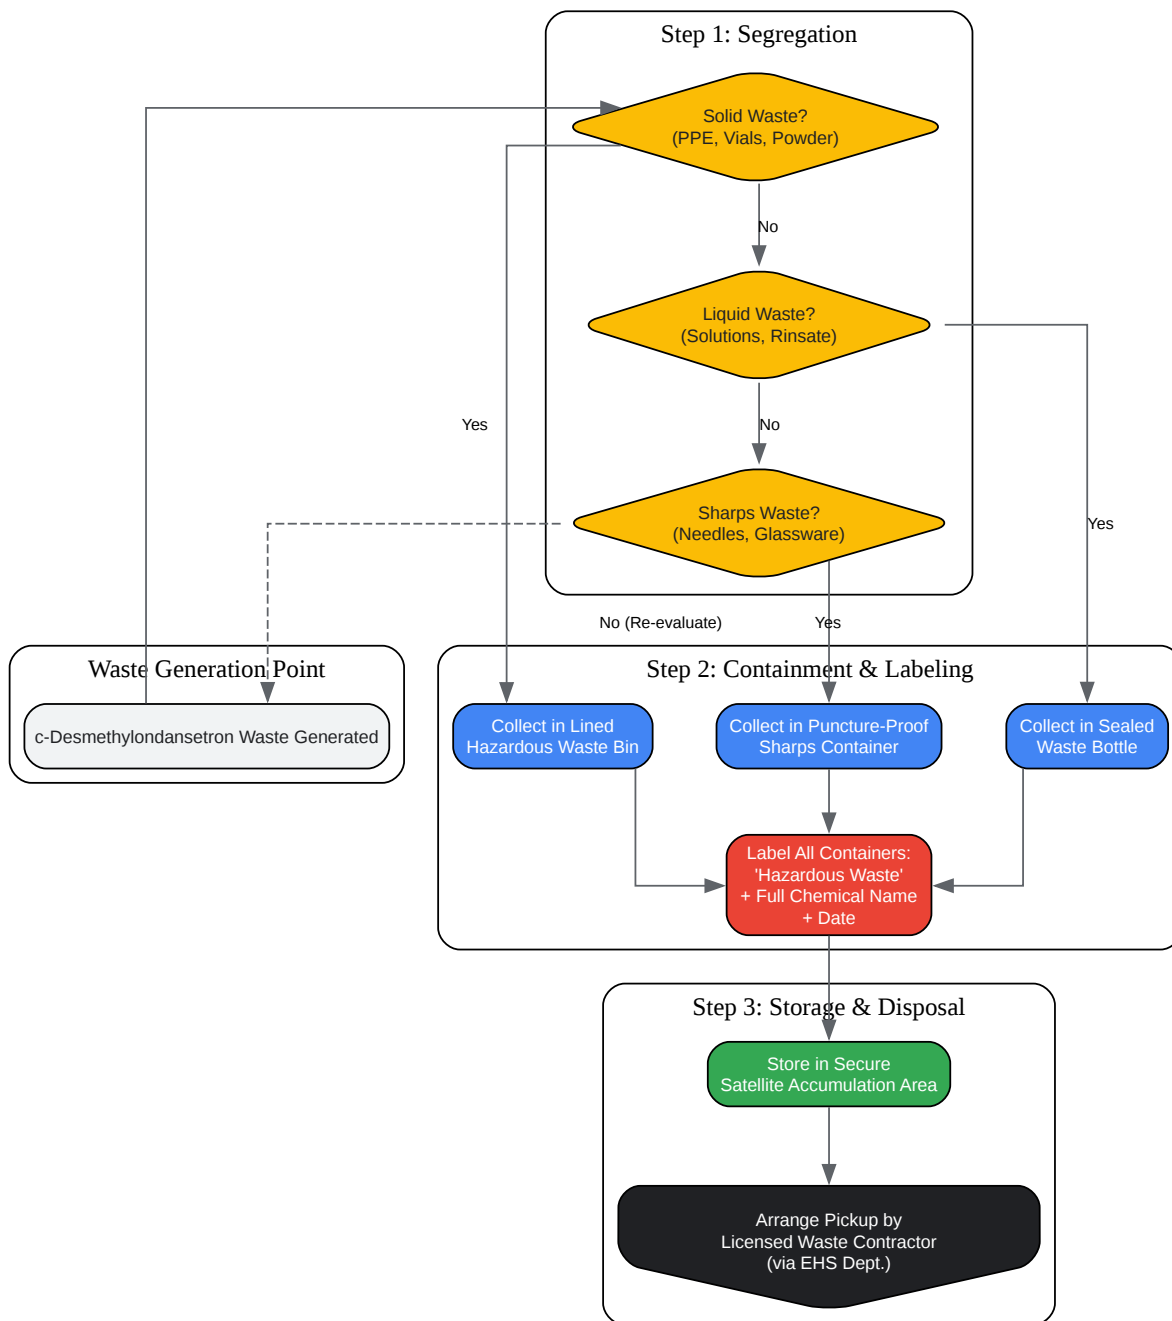 Step 1: Segregation
Solid Waste?
(PPE, Vials, Powder)
No
Liquid Waste?
(Solutions, Rinsate)
Yes
No
Sharps Waste?
(Needles, Glassware)
Yes
No (Re-evaluate)
Yes
Waste Generation Point
c-Desmethylondansetron Waste Generated
Step 2: Containment & Labeling
Collect in Lined
Hazardous Waste Bin
Collect in Puncture-Proof
Sharps Container
Collect in Sealed
Waste Bottle
Label All Containers:
'Hazardous Waste'
+ Full Chemical Name
+ Date
Step 3: Storage & Disposal
Store in Secure
Satellite Accumulation Area
Arrange Pickup by
Licensed Waste Contractor
(via EHS Dept.)